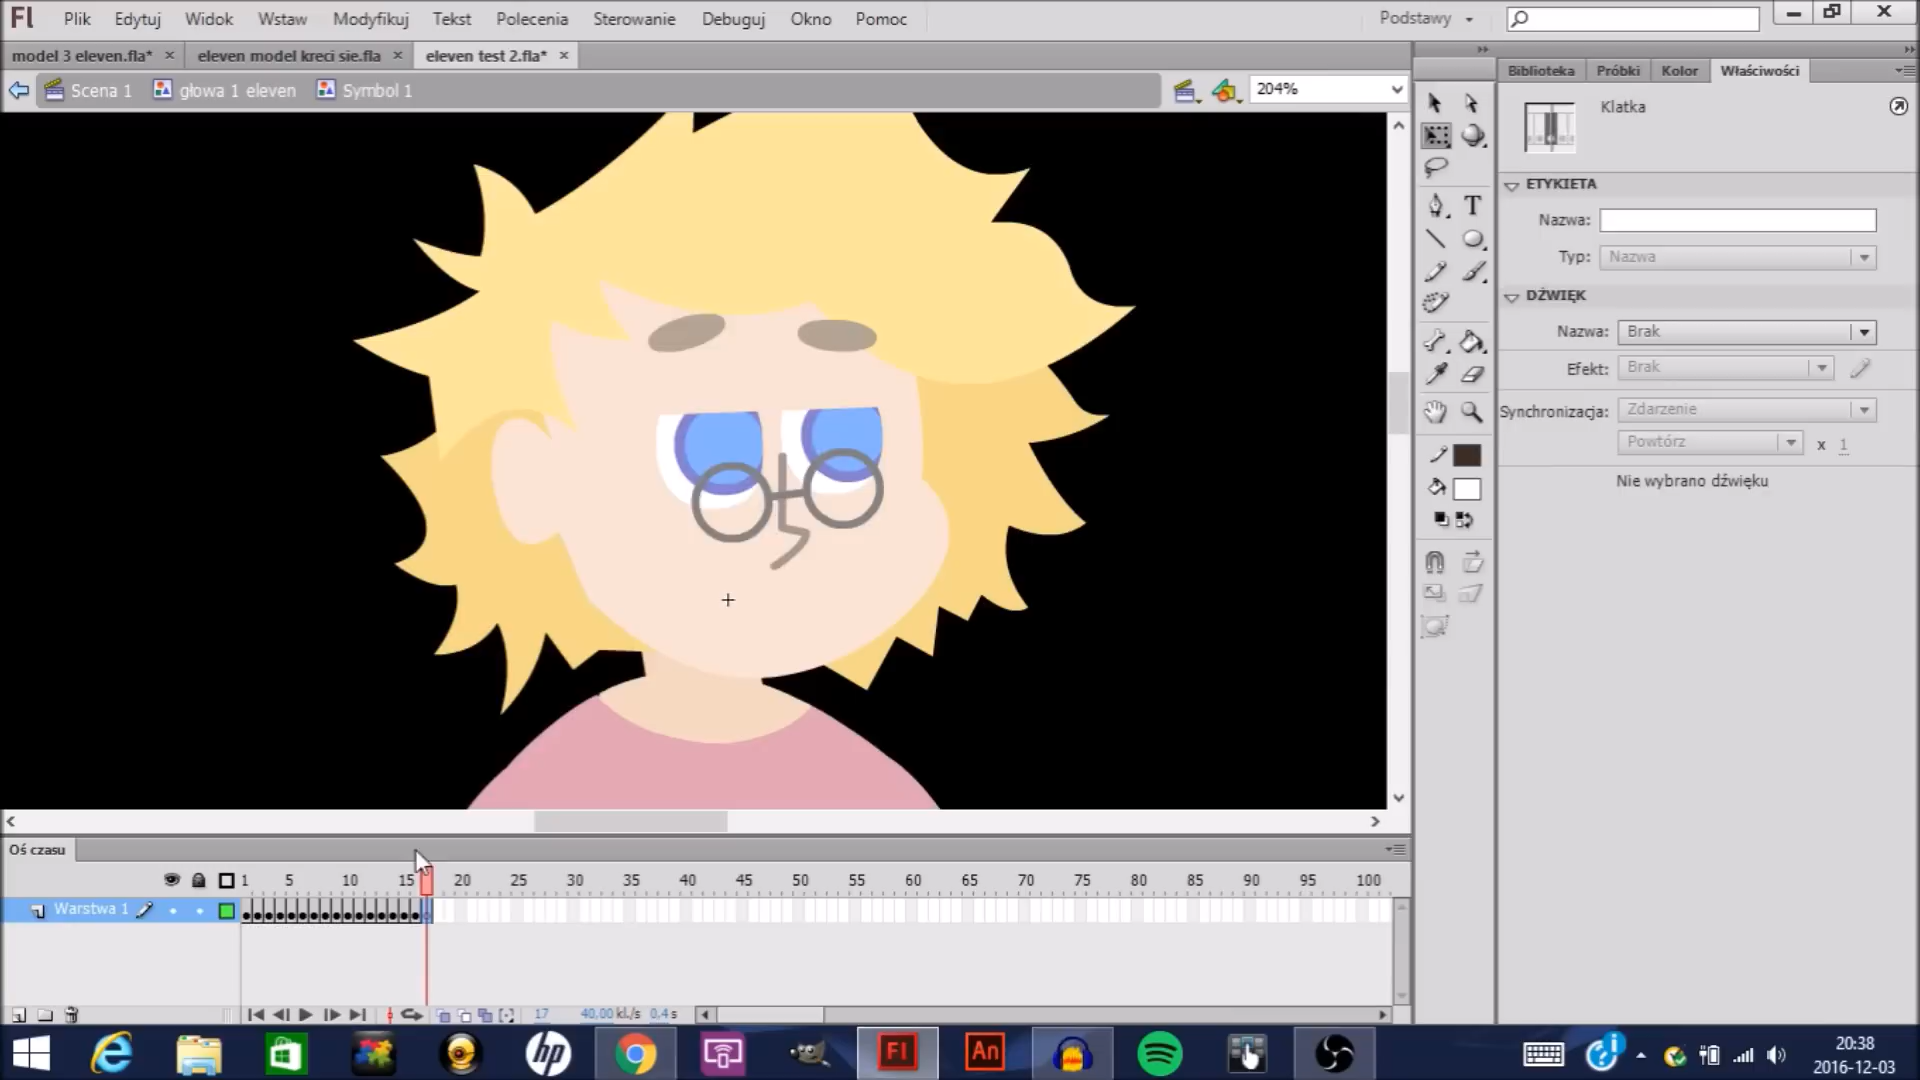 Fl Plik Edytuj Widok Wstaw Modyfikuj Tekst Polecenia Sterowanie Debuguj Okno Pomoc Podstawy
model 3 eleven.fla* × eleven model kreci sie.fla × eleven test 2.fla* ×
Scena 1 głowa 1 eleven Symbol 1 204%
Biblioteka Próbki Kolor Właściwości
Klatka
ETYKIETA
Nazwa:
Typ: Nazwa
DŹWIĘK
Nazwa: Brak
Efekt: Brak
Synchronizacja: Zdarzenie
Powtórz x 1
Nie wybrano dźwięku
Oś czasu
1 5 10 15 20 25 30 35 40 45 50 55 60 65 70 75 80 85 90 95 100
Warstwa 1
17 40,00 kl./s 0,4 s
hp Fl An
20:38
2016-12-03